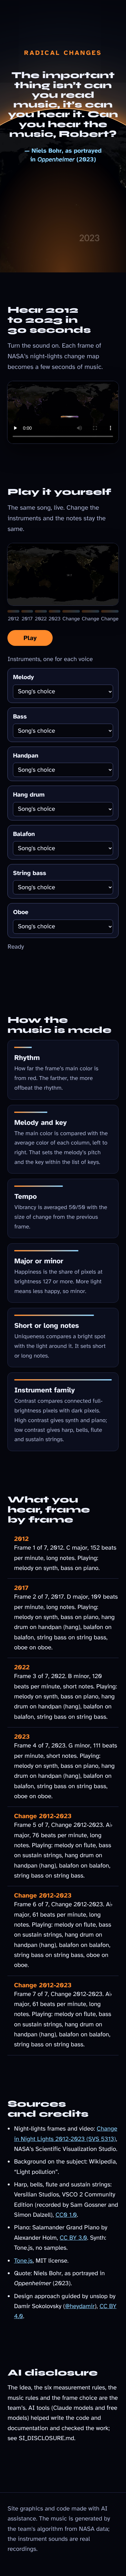 RADICAL CHANGES
The important
thing isn't can
you read
music, it's can
you hear it. Can
you hear the
music, Robert?
— Niels Bohr, as portrayed
in Oppenheimer (2023)
2023
Hear 2012
to 2023 in
30 seconds
Turn the sound on. Each frame of
NASA's night-lights change map
becomes a few seconds of music.
0:00
Play it yourself
The same song, live. Change the
instruments and the notes stay the
same.
2012 2017 2022 2023 Change Change Change
Play
Instruments, one for each voice
Melody
Song's choice
Bass
Song's choice
Handpan
Song's choice
Hang drum
Song's choice
Balafon
Song's choice
String bass
Song's choice
Oboe
Song's choice
Ready
How the
music is made
Rhythm
How far the frame's main color is
from red. The farther, the more
offbeat the rhythm.
Melody and key
The main color is compared with the
average color of each column, left to
right. That sets the melody's pitch
and the key within the list of keys.
Tempo
Vibrancy is averaged 50/50 with the
size of change from the previous
frame.
Major or minor
Happiness is the share of pixels at
brightness 127 or more. More light
means less happy, so minor.
Short or long notes
Uniqueness compares a bright spot
with the light around it. It sets short
or long notes.
Instrument family
Contrast compares connected full-
brightness pixels with dark pixels.
High contrast gives synth and piano;
low contrast gives harp, bells, flute
and sustain strings.
What you
hear, frame
by frame
2012
Frame 1 of 7, 2012. C major, 152 beats
per minute, long notes. Playing:
melody on synth, bass on piano.
2017
Frame 2 of 7, 2017. D major, 109 beats
per minute, long notes. Playing:
melody on synth, bass on piano, hang
drum on handpan (hang), balafon on
balafon, string bass on string bass,
oboe on oboe.
2022
Frame 3 of 7, 2022. B minor, 120
beats per minute, short notes. Playing:
melody on synth, bass on piano, hang
drum on handpan (hang), balafon on
balafon, string bass on string bass.
2023
Frame 4 of 7, 2023. G minor, 111 beats
per minute, short notes. Playing:
melody on synth, bass on piano, hang
drum on handpan (hang), balafon on
balafon, string bass on string bass,
oboe on oboe.
Change 2012–2023
Frame 5 of 7, Change 2012-2023. A♭
major, 76 beats per minute, long
notes. Playing: melody on flute, bass
on sustain strings, hang drum on
handpan (hang), balafon on balafon,
string bass on string bass.
Change 2012–2023
Frame 6 of 7, Change 2012-2023. A♭
major, 61 beats per minute, long
notes. Playing: melody on flute, bass
on sustain strings, hang drum on
handpan (hang), balafon on balafon,
string bass on string bass, oboe on
oboe.
Change 2012–2023
Frame 7 of 7, Change 2012-2023. A♭
major, 61 beats per minute, long
notes. Playing: melody on flute, bass
on sustain strings, hang drum on
handpan (hang), balafon on balafon,
string bass on string bass.
Sources
and credits
Night-lights frames and video: Change
in Night Lights 2012-2023 (SVS 5313),
NASA's Scientific Visualization Studio.
Background on the subject: Wikipedia,
"Light pollution".
Harp, bells, flute and sustain strings:
Versilian Studios, VSCO 2 Community
Edition (recorded by Sam Gossner and
Simon Dalzell), CC0 1.0.
Piano: Salamander Grand Piano by
Alexander Holm, CC BY 3.0. Synth:
Tone.js, no samples.
Tone.js, MIT license.
Quote: Niels Bohr, as portrayed in
Oppenheimer (2023).
Design approach guided by unslop by
Damir Sokolovsky (@heydamir), CC BY
4.0.
AI disclosure
The idea, the six measurement rules, the
music rules and the frame choice are the
team's. AI tools (Claude models and free
models) helped write the code and
documentation and checked the work;
see SI_DISCLOSURE.md.
Site graphics and code made with AI
assistance. The music is generated by
the team's algorithm from NASA data;
the instrument sounds are real
recordings.